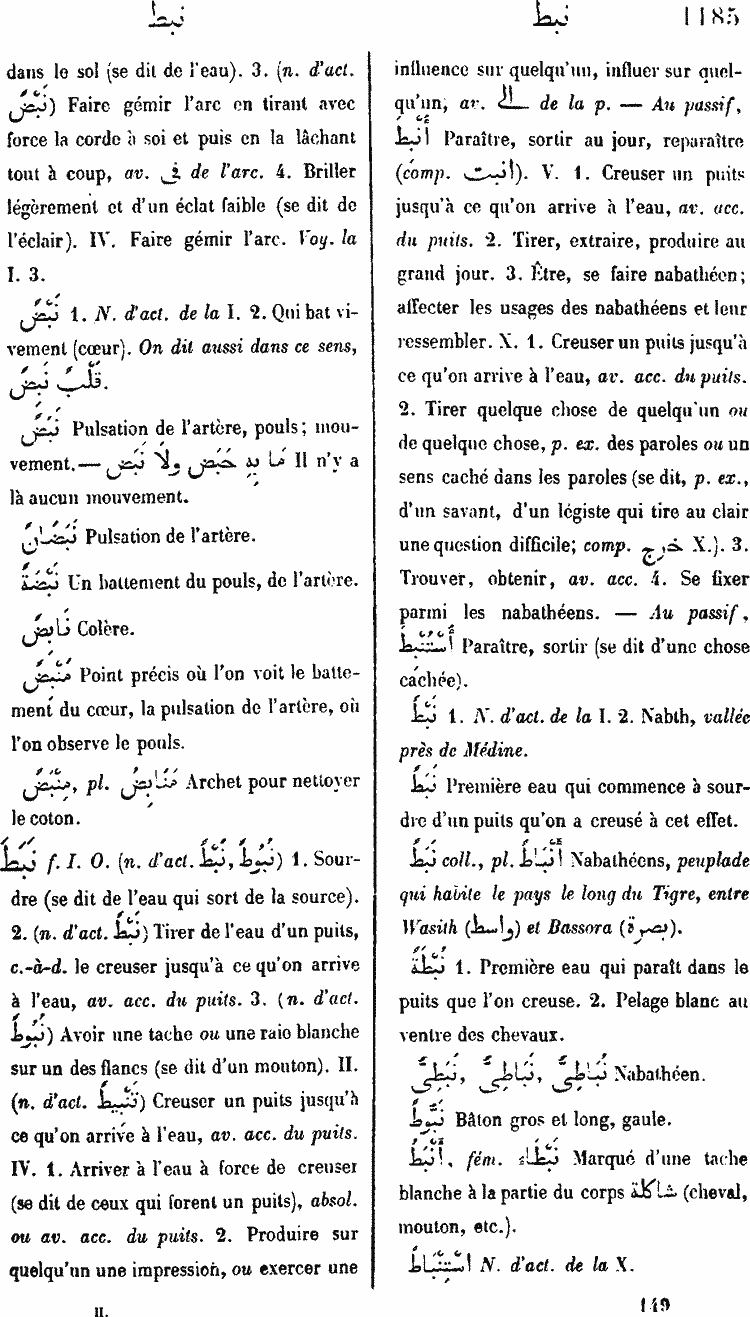 نبط نبط 1185
dans le sol (se dit de l'eau). 3. (n. d'act.
نَبْضٌ) Faire gémir l'arc en tirant avec
force la corde à soi et puis en la lâchant
tout à coup, av. فى de l'arc. 4. Briller
légèrement et d'un éclat faible (se dit de
l'éclair). IV. Faire gémir l'arc. Voy. la
I. 3.
نَبْضٌ 1. N. d'act. de la I. 2. Qui bat vi-
vement (cœur). On dit aussi dans ce sens,
قَلْبٌ نَبِضٌ.
نَبَضٌ Pulsation de l'artère, pouls; mou-
vement. — مَا بِهِ حَبَضٌ وَلَا نَبَضٌ Il n'y a
là aucun mouvement.
نَبَضَانٌ Pulsation de l'artère.
نَبْضَةٌ Un battement du pouls, de l'artère.
نَابِضٌ Colère.
مَنْبِضٌ Point précis où l'on voit le batte-
ment du cœur, la pulsation de l'artère, où
l'on observe le pouls.
مِنْبَضٌ, pl. مَنَابِضُ Archet pour nettoyer
le coton.
نَبَطَ f. I. O. (n. d'act. نَبْطٌ, نُبُوطٌ) 1. Sour-
dre (se dit de l'eau qui sort de la source).
2. (n. d'act. نَبْطٌ) Tirer de l'eau d'un puits,
c.-à-d. le creuser jusqu'à ce qu'on arrive
à l'eau, av. acc. du puits. 3. (n. d'act.
نُبُوطٌ) Avoir une tache ou une raie blanche
sur un des flancs (se dit d'un mouton). II.
(n. d'act. تَنْبِيطٌ) Creuser un puits jusqu'à
ce qu'on arrive à l'eau, av. acc. du puits.
IV. 1. Arriver à l'eau à force de creuser
(se dit de ceux qui forent un puits), absol.
ou av. acc. du puits. 2. Produire sur
quelqu'un une impression, ou exercer une
II.
influence sur quelqu'un, influer sur quel-
qu'un, av. الى de la p. — Au passif,
أُنْبِطَ Paraître, sortir au jour, reparaître
(comp. انبت). V. 1. Creuser un puits
jusqu'à ce qu'on arrive à l'eau, av. acc.
du puits. 2. Tirer, extraire, produire au
grand jour. 3. Être, se faire nabathéen;
affecter les usages des nabathéens et leur
ressembler. X. 1. Creuser un puits jusqu'à
ce qu'on arrive à l'eau, av. acc. du puits.
2. Tirer quelque chose de quelqu'un ou
de quelque chose, p. ex. des paroles ou un
sens caché dans les paroles (se dit, p. ex.,
d'un savant, d'un légiste qui tire au clair
une question difficile; comp. خرج X.). 3.
Trouver, obtenir, av. acc. 4. Se fixer
parmi les nabathéens. — Au passif,
أُسْتُنْبِطَ Paraître, sortir (se dit d'une chose
cachée).
نَبْطٌ 1. N. d'act. de la I. 2. Nabth, vallée
près de Médine.
نَبَطٌ Première eau qui commence à sour-
dre d'un puits qu'on a creusé à cet effet.
نَبَطٌ coll., pl. أَنْبَاطٌ Nabathéens, peuplade
qui habite le pays le long du Tigre, entre
Wasith (واسط) et Bassora (بصرة).
نُبْطَةٌ 1. Première eau qui paraît dans le
puits que l'on creuse. 2. Pelage blanc au
ventre des chevaux.
نَبَاطِىٌّ, نُبَاطِىٌّ, نَبَطِىٌّ Nabathéen.
نَبُّوطٌ Bâton gros et long, gaule.
أَنْبَطُ, fém. نَبْطَاءُ Marqué d'une tache
blanche à la partie du corps شاكلة (cheval,
mouton, etc.).
اسْتِنْبَاطٌ N. d'act. de la X.
149